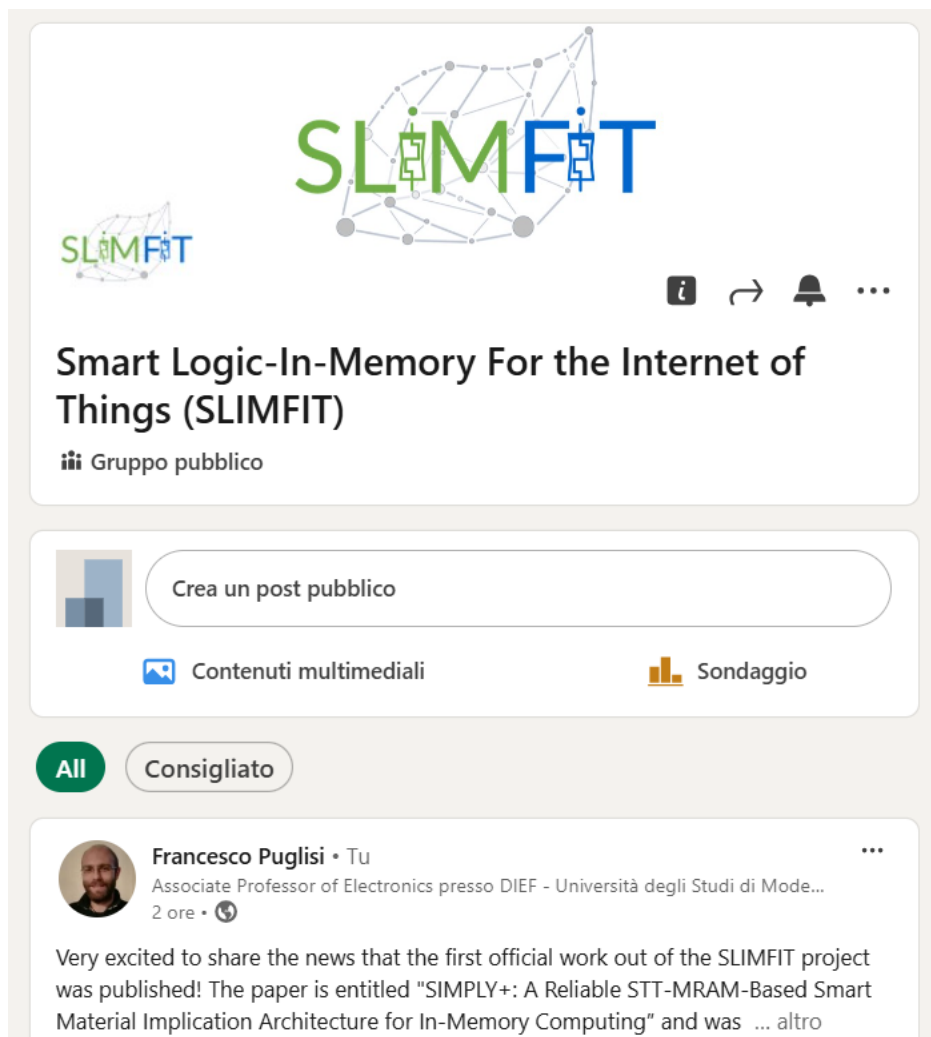 SLIMFIT
SLIMFIT
Smart Logic-In-Memory For the Internet of
Things (SLIMFIT)
Gruppo pubblico
Crea un post pubblico
Contenuti multimediali
Sondaggio
All
Consigliato
Francesco Puglisi • Tu
Associate Professor of Electronics presso DIEF - Università degli Studi di Mode...
2 ore •
Very excited to share the news that the first official work out of the SLIMFIT project
was published! The paper is entitled "SIMPLY+: A Reliable STT-MRAM-Based Smart
Material Implication Architecture for In-Memory Computing” and was ... altro